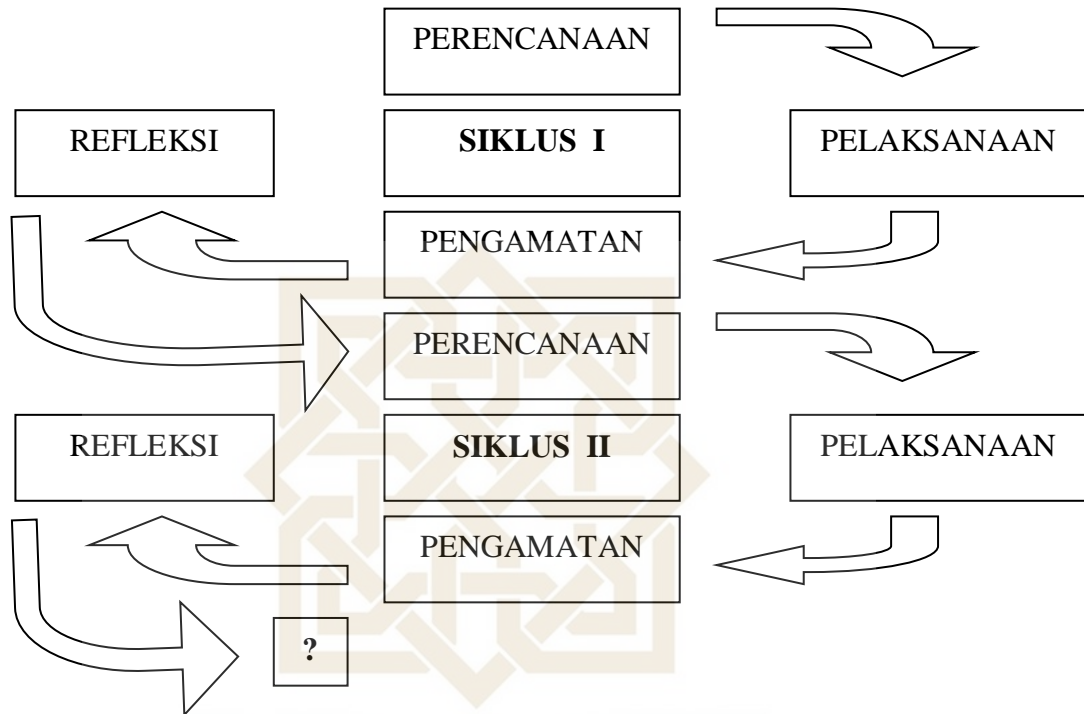 PERENCANAAN
REFLEKSI
SIKLUS I
PELAKSANAAN
PENGAMATAN
PERENCANAAN
REFLEKSI
SIKLUS II
PELAKSANAAN
PENGAMATAN
?